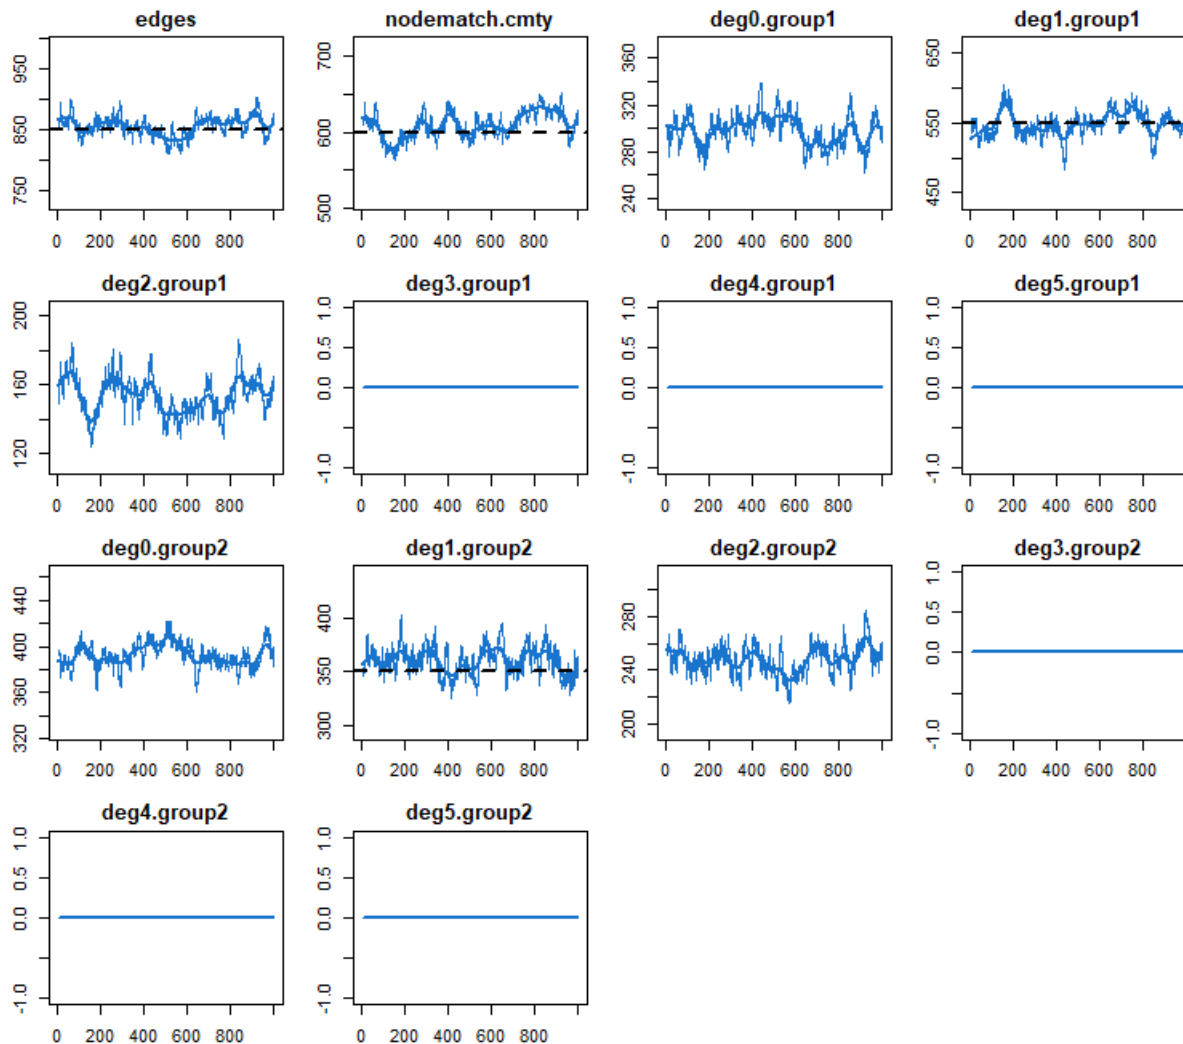 edges nodematch.cmty deg0.group1 deg1.group1
750 850 950 500 600 700 240 280 320 360 450 550 650
0 200 400 600 800 0 200 400 600 800 0 200 400 600 800 0 200 400 600 800
deg2.group1 deg3.group1 deg4.group1 deg5.group1
120 160 200 -1.0 0.0 0.5 1.0 -1.0 0.0 0.5 1.0 -1.0 0.0 0.5 1.0
0 200 400 600 800 0 200 400 600 800 0 200 400 600 800 0 200 400 600 800
deg0.group2 deg1.group2 deg2.group2 deg3.group2
320 360 400 440 300 350 400 200 240 280 -1.0 0.0 0.5 1.0
0 200 400 600 800 0 200 400 600 800 0 200 400 600 800 0 200 400 600 800
deg4.group2 deg5.group2
-1.0 0.0 0.5 1.0 -1.0 0.0 0.5 1.0
0 200 400 600 800 0 200 400 600 800